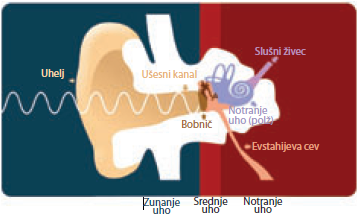 Slušni živec
Uhelj
Ušesni kanal
Notranje
uho (polž)
Bobnič
Evstahijeva cev
Zunanje
uho
Srednje
uho
Notranje
uho